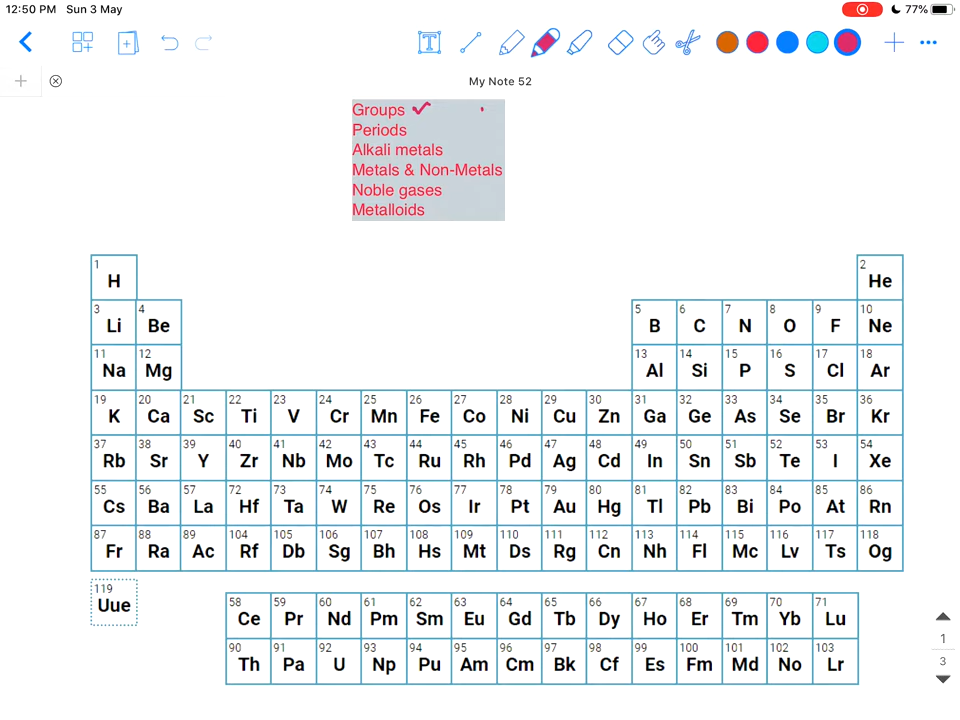 12:50 PM Sun 3 May 77%
My Note 52
Groups
Periods
Alkali metals
Metals & Non-Metals
Noble gases
Metalloids
1 2
H He
3 4 5 6 7 8 9 10
Li Be B C N O F Ne
11 12 13 14 15 16 17 18
Na Mg Al Si P S Cl Ar
19 20 21 22 23 24 25 26 27 28 29 30 31 32 33 34 35 36
K Ca Sc Ti V Cr Mn Fe Co Ni Cu Zn Ga Ge As Se Br Kr
37 38 39 40 41 42 43 44 45 46 47 48 49 50 51 52 53 54
Rb Sr Y Zr Nb Mo Tc Ru Rh Pd Ag Cd In Sn Sb Te I Xe
55 56 57 72 73 74 75 76 77 78 79 80 81 82 83 84 85 86
Cs Ba La Hf Ta W Re Os Ir Pt Au Hg Tl Pb Bi Po At Rn
87 88 89 104 105 106 107 108 109 110 111 112 113 114 115 116 117 118
Fr Ra Ac Rf Db Sg Bh Hs Mt Ds Rg Cn Nh Fl Mc Lv Ts Og
119
Uue
58 59 60 61 62 63 64 65 66 67 68 69 70 71
Ce Pr Nd Pm Sm Eu Gd Tb Dy Ho Er Tm Yb Lu
90 91 92 93 94 95 96 97 98 99 100 101 102 103
Th Pa U Np Pu Am Cm Bk Cf Es Fm Md No Lr
1
3